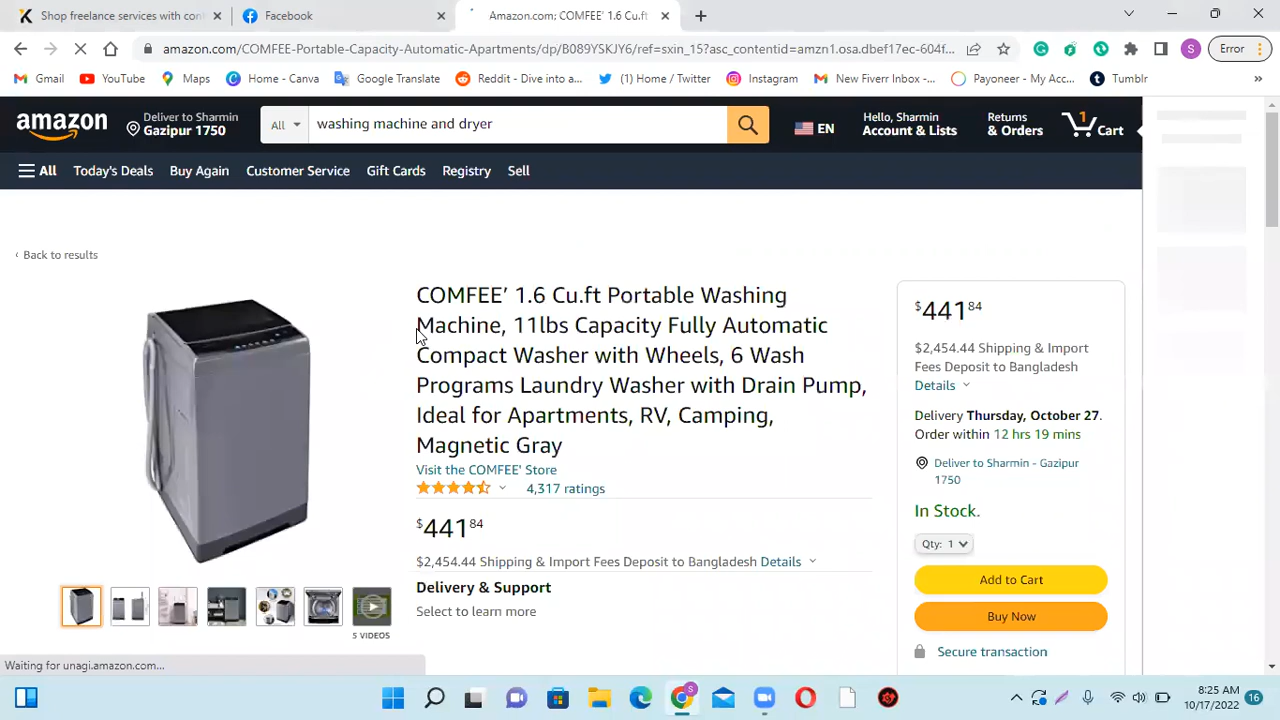 Shop freelance services with con
Facebook
Amazon.com; COMFEE' 1.6 Cu.ft
amazon.com/COMFEE-Portable-Capacity-Automatic-Apartments/dp/B089YSKJY6/ref=sxin_15?asc_contentid=amzn1.osa.dbef17ec-604f...
S
Error
Gmail
YouTube
Maps
Home - Canva
Google Translate
Reddit - Dive into a...
(1) Home / Twitter
Instagram
New Fiverr Inbox -...
Payoneer - My Acc...
Tumblr
»
amazon
Deliver to Sharmin
Gazipur 1750
All
washing machine and dryer
EN
Hello, Sharmin
Account & Lists
Returns
& Orders
1
Cart
All
Today's Deals
Buy Again
Customer Service
Gift Cards
Registry
Sell
‹ Back to results
COMFEE’ 1.6 Cu.ft Portable Washing
Machine, 11lbs Capacity Fully Automatic
Compact Washer with Wheels, 6 Wash
Programs Laundry Washer with Drain Pump,
Ideal for Apartments, RV, Camping,
Magnetic Gray
Visit the COMFEE' Store
4,317 ratings
$441 84
$2,454.44 Shipping & Import Fees Deposit to Bangladesh Details
Delivery & Support
Select to learn more
5 VIDEOS
$441 84
$2,454.44 Shipping & Import
Fees Deposit to Bangladesh
Details
Delivery Thursday, October 27.
Order within 12 hrs 19 mins
Deliver to Sharmin - Gazipur
1750
In Stock.
Qty: 1
Add to Cart
Buy Now
Secure transaction
Waiting for unagi.amazon.com...
S
8:25 AM
10/17/2022
16